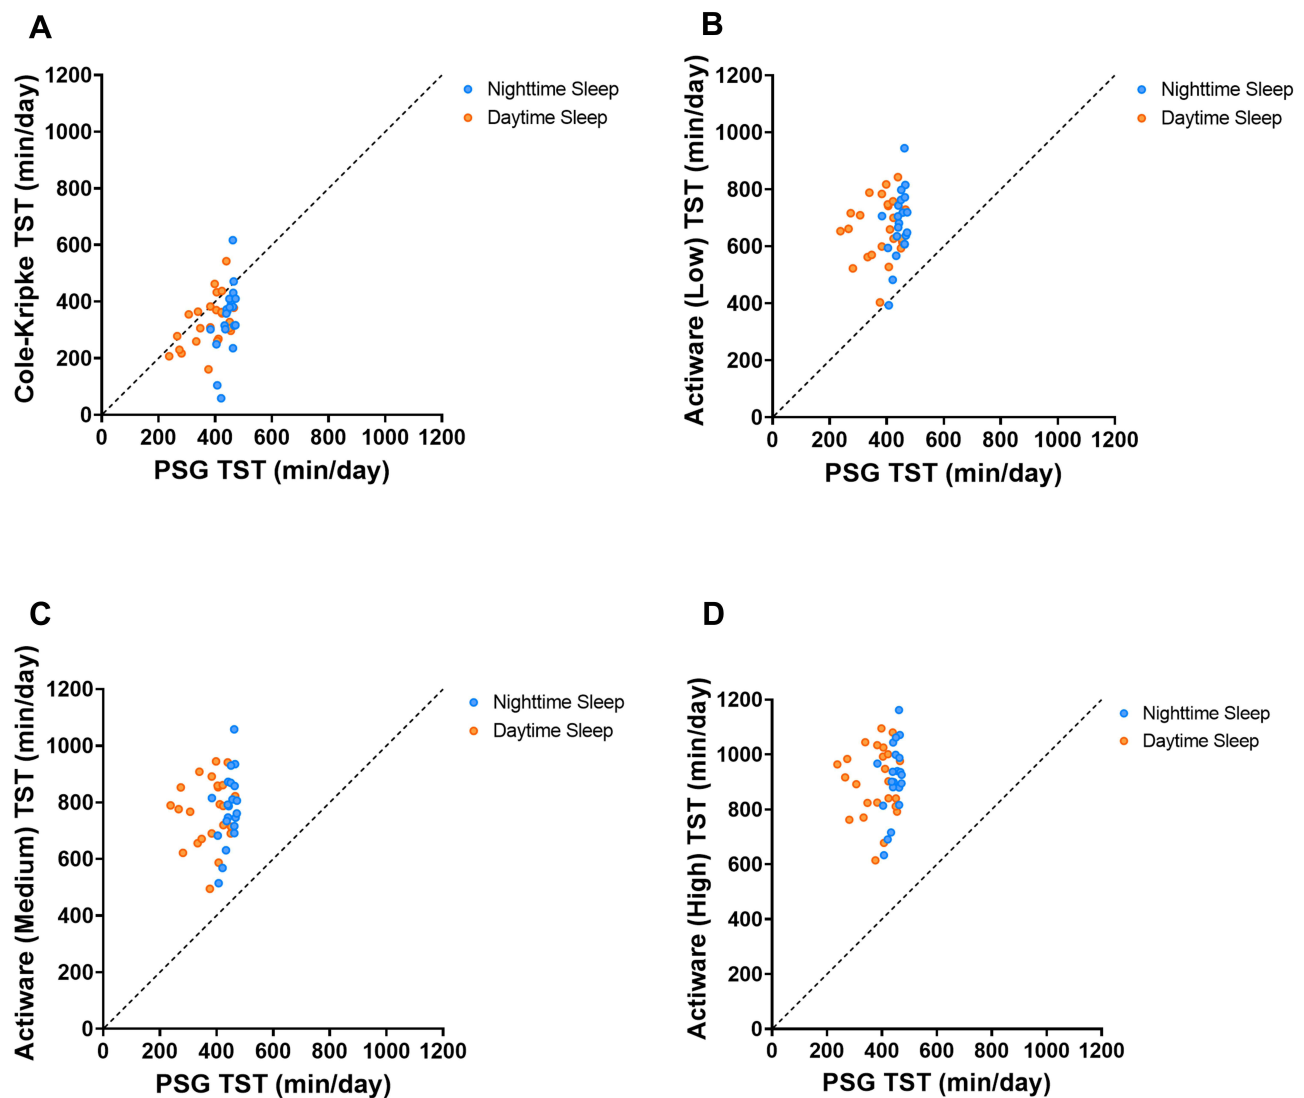 A
Cole-Kripke TST (min/day)
1200
1000
800
600
400
200
0
0 200 400 600 800 1000 1200
PSG TST (min/day)
Nighttime Sleep
Daytime Sleep
B
Actiware (Low) TST (min/day)
1200
1000
800
600
400
200
0
0 200 400 600 800 1000 1200
PSG TST (min/day)
Nighttime Sleep
Daytime Sleep
C
Actiware (Medium) TST (min/day)
1200
1000
800
600
400
200
0
0 200 400 600 800 1000 1200
PSG TST (min/day)
Nighttime Sleep
Daytime Sleep
D
Actiware (High) TST (min/day)
1200
1000
800
600
400
200
0
0 200 400 600 800 1000 1200
PSG TST (min/day)
Nighttime Sleep
Daytime Sleep